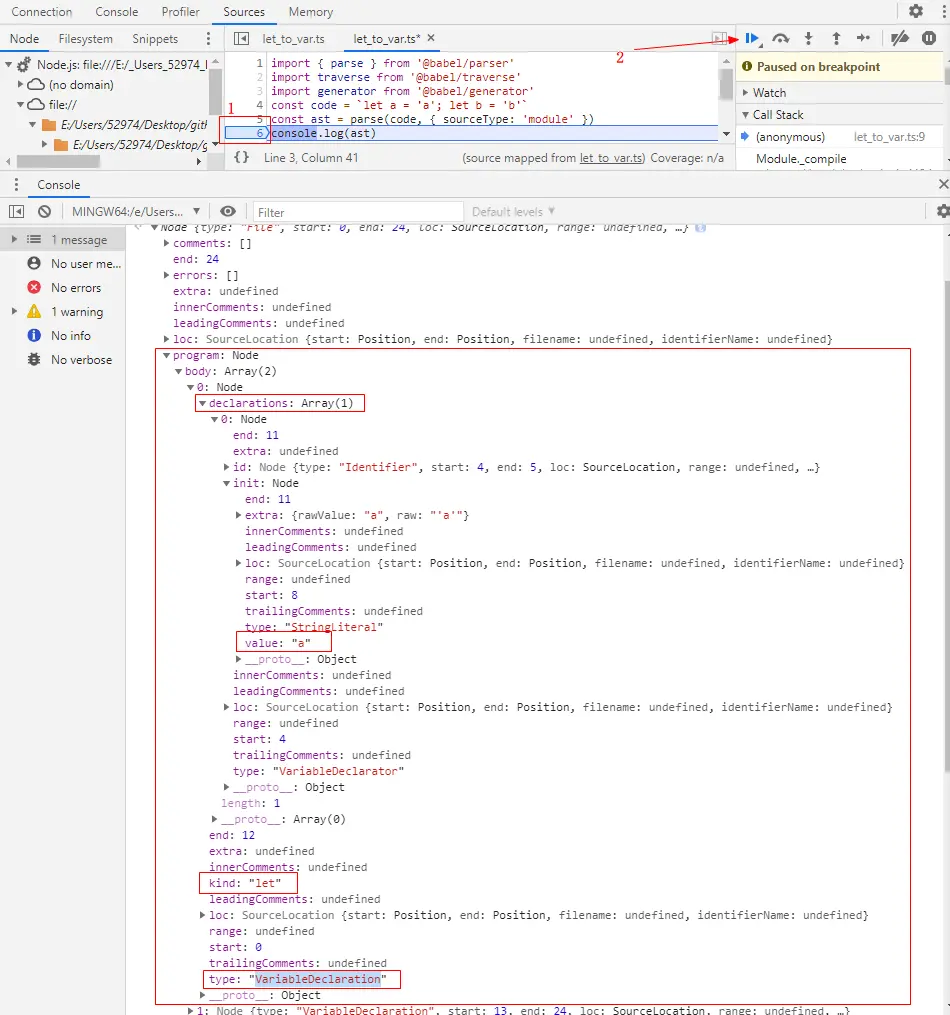 Connection Console Profiler Sources Memory
Node Filesystem Snippets
let_to_var.ts let_to_var.ts* ×
2
Node.js: file:///E:/_Users_52974_
(no domain)
file://
E:/Users/52974/Desktop/gitl
E:/Users/52974/Desktop/g
1
1 import { parse } from '@babel/parser'
2 import traverse from '@babel/traverse'
3 import generator from '@babel/generator'
4 const code = `let a = 'a'; let b = 'b'`
5 const ast = parse(code, { sourceType: 'module' })
6 console.log(ast)
{} Line 3, Column 41 (source mapped from let_to_var.ts) Coverage: n/a
Paused on breakpoint
Watch
Call Stack
(anonymous) let_to_var.ts:9
Module._compile
Console
MINGW64:/e/Users... Filter Default levels
1 message
No user me...
No errors
1 warning
No info
No verbose
Node {type: "File", start: 0, end: 24, loc: SourceLocation, range: undefined, …}
comments: []
end: 24
errors: []
extra: undefined
innerComments: undefined
leadingComments: undefined
loc: SourceLocation {start: Position, end: Position, filename: undefined, identifierName: undefined}
program: Node
body: Array(2)
0: Node
declarations: Array(1)
0: Node
end: 11
extra: undefined
id: Node {type: "Identifier", start: 4, end: 5, loc: SourceLocation, range: undefined, …}
init: Node
end: 11
extra: {rawValue: "a", raw: "'a'"}
innerComments: undefined
leadingComments: undefined
loc: SourceLocation {start: Position, end: Position, filename: undefined, identifierName: undefined}
range: undefined
start: 8
trailingComments: undefined
type: "StringLiteral"
value: "a"
__proto__: Object
innerComments: undefined
leadingComments: undefined
loc: SourceLocation {start: Position, end: Position, filename: undefined, identifierName: undefined}
range: undefined
start: 4
trailingComments: undefined
type: "VariableDeclarator"
__proto__: Object
length: 1
__proto__: Array(0)
end: 12
extra: undefined
innerComments: undefined
kind: "let"
leadingComments: undefined
loc: SourceLocation {start: Position, end: Position, filename: undefined, identifierName: undefined}
range: undefined
start: 0
trailingComments: undefined
type: "VariableDeclaration"
__proto__: Object
1: Node {type: "VariableDeclaration", start: 13, end: 24, loc: SourceLocation, range: undefined, …}